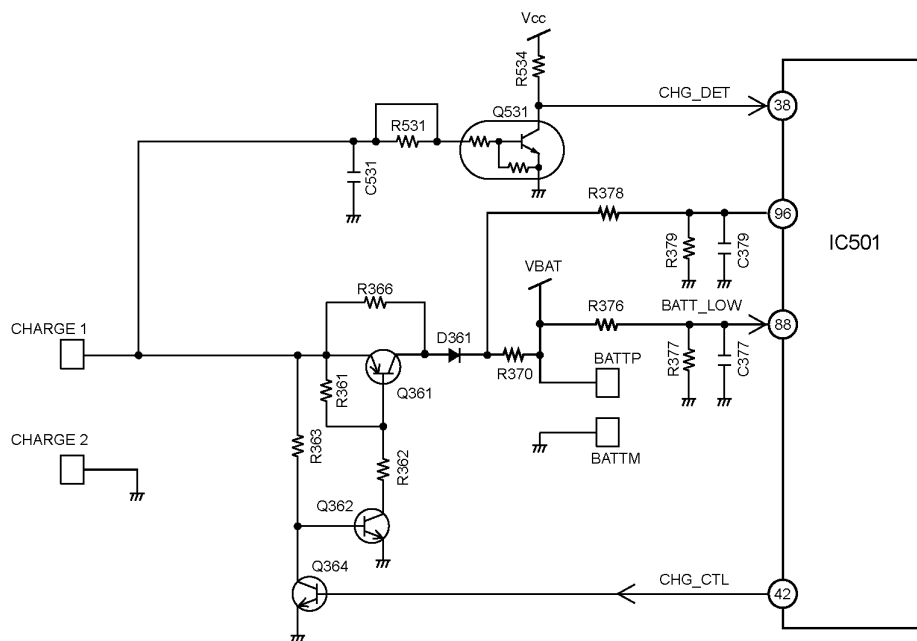 Vcc
R534
CHG_DET
38
Q531
R531
C531
R378
96
R379
C379
IC501
VBAT
R366
R376
BATT_LOW
88
CHARGE 1
D361
R370
R377
C377
BATTP
R361
Q361
CHARGE 2
R363
R362
BATTM
Q362
Q364
CHG_CTL
42